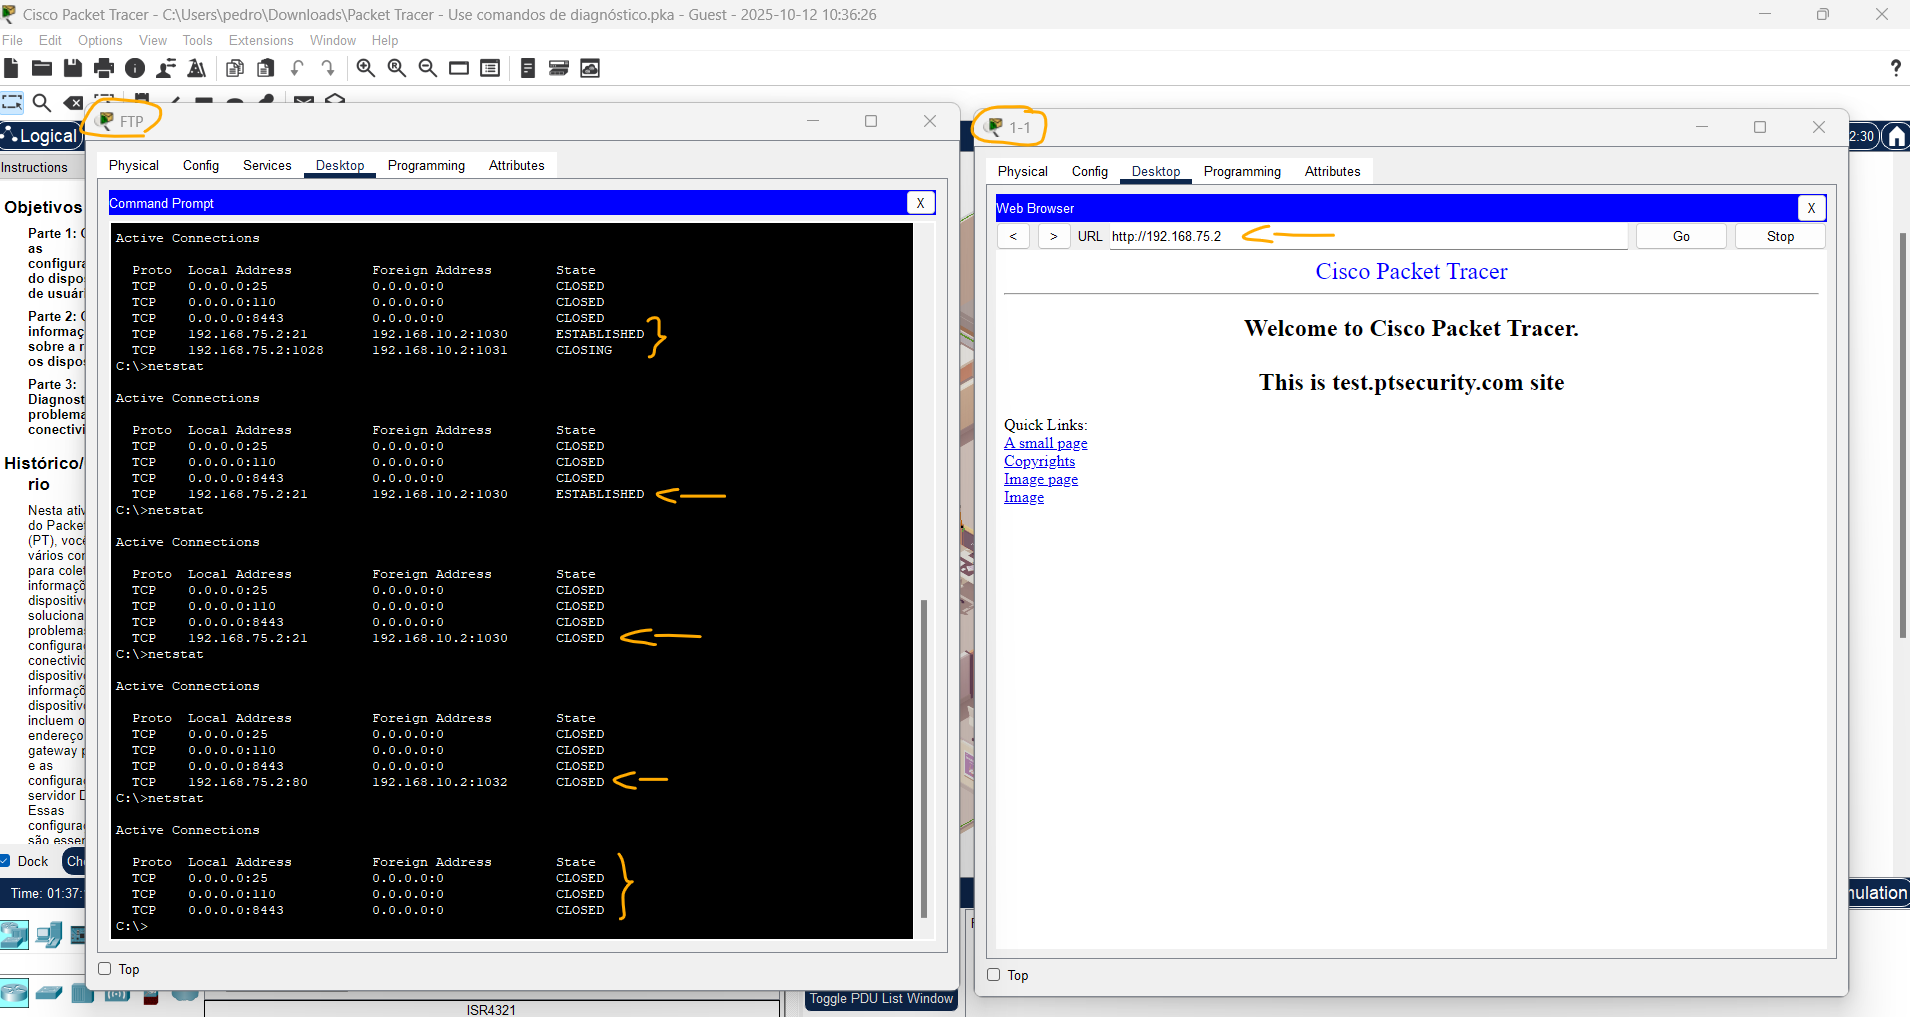 Cisco Packet Tracer - C:\Users\pedro\Downloads\Packet Tracer - Use comandos de diagnóstico.pka - Guest - 2025-10-12 10:36:26
File Edit Options View Tools Extensions Window Help
?
Logical
2:30
Instructions
Objetivos
Parte 1:
as
configura
do dispo
de usuár
Parte 2:
informaç
sobre a r
os dispo
Parte 3:
Diagnost
problema
conectivi
Histórico/
rio
Nesta ativ
do Packe
(PT), você
vários co
para cole
informaçõ
dispositiv
soluciona
problema
configura
conectivid
dispositiv
informaçõ
dispositiv
incluem o
endereço
gateway p
e as
configura
servidor D
Essas
configura
são esser
Dock Ch
Time: 01:37:
FTP
Physical Config Services Desktop Programming Attributes
Command Prompt X
Active Connections
Proto Local Address Foreign Address State
TCP 0.0.0.0:25 0.0.0.0:0 CLOSED
TCP 0.0.0.0:110 0.0.0.0:0 CLOSED
TCP 0.0.0.0:8443 0.0.0.0:0 CLOSED
TCP 192.168.75.2:21 192.168.10.2:1030 ESTABLISHED
TCP 192.168.75.2:1028 192.168.10.2:1031 CLOSING
C:\>netstat
Active Connections
Proto Local Address Foreign Address State
TCP 0.0.0.0:25 0.0.0.0:0 CLOSED
TCP 0.0.0.0:110 0.0.0.0:0 CLOSED
TCP 0.0.0.0:8443 0.0.0.0:0 CLOSED
TCP 192.168.75.2:21 192.168.10.2:1030 ESTABLISHED
C:\>netstat
Active Connections
Proto Local Address Foreign Address State
TCP 0.0.0.0:25 0.0.0.0:0 CLOSED
TCP 0.0.0.0:110 0.0.0.0:0 CLOSED
TCP 0.0.0.0:8443 0.0.0.0:0 CLOSED
TCP 192.168.75.2:21 192.168.10.2:1030 CLOSED
C:\>netstat
Active Connections
Proto Local Address Foreign Address State
TCP 0.0.0.0:25 0.0.0.0:0 CLOSED
TCP 0.0.0.0:110 0.0.0.0:0 CLOSED
TCP 0.0.0.0:8443 0.0.0.0:0 CLOSED
TCP 192.168.75.2:80 192.168.10.2:1032 CLOSED
C:\>netstat
Active Connections
Proto Local Address Foreign Address State
TCP 0.0.0.0:25 0.0.0.0:0 CLOSED
TCP 0.0.0.0:110 0.0.0.0:0 CLOSED
TCP 0.0.0.0:8443 0.0.0.0:0 CLOSED
C:\>
Top
1-1
Physical Config Desktop Programming Attributes
Web Browser X
< > URL http://192.168.75.2 Go Stop
Cisco Packet Tracer
Welcome to Cisco Packet Tracer.
This is test.ptsecurity.com site
Quick Links:
A small page
Copyrights
Image page
Image
Top
nulation
Toggle PDU List Window
ISR4321